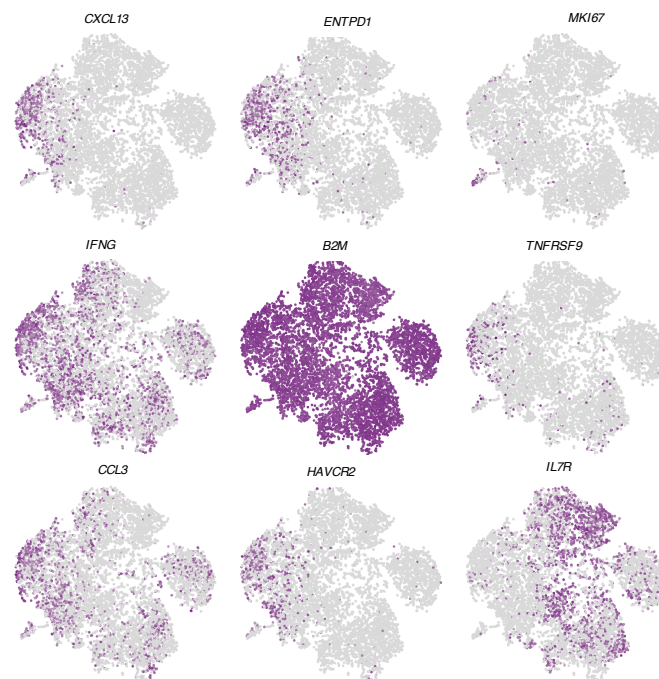 CXCL13
ENTPD1
MKI67
IFNG
B2M
TNFRSF9
CCL3
HAVCR2
IL7R